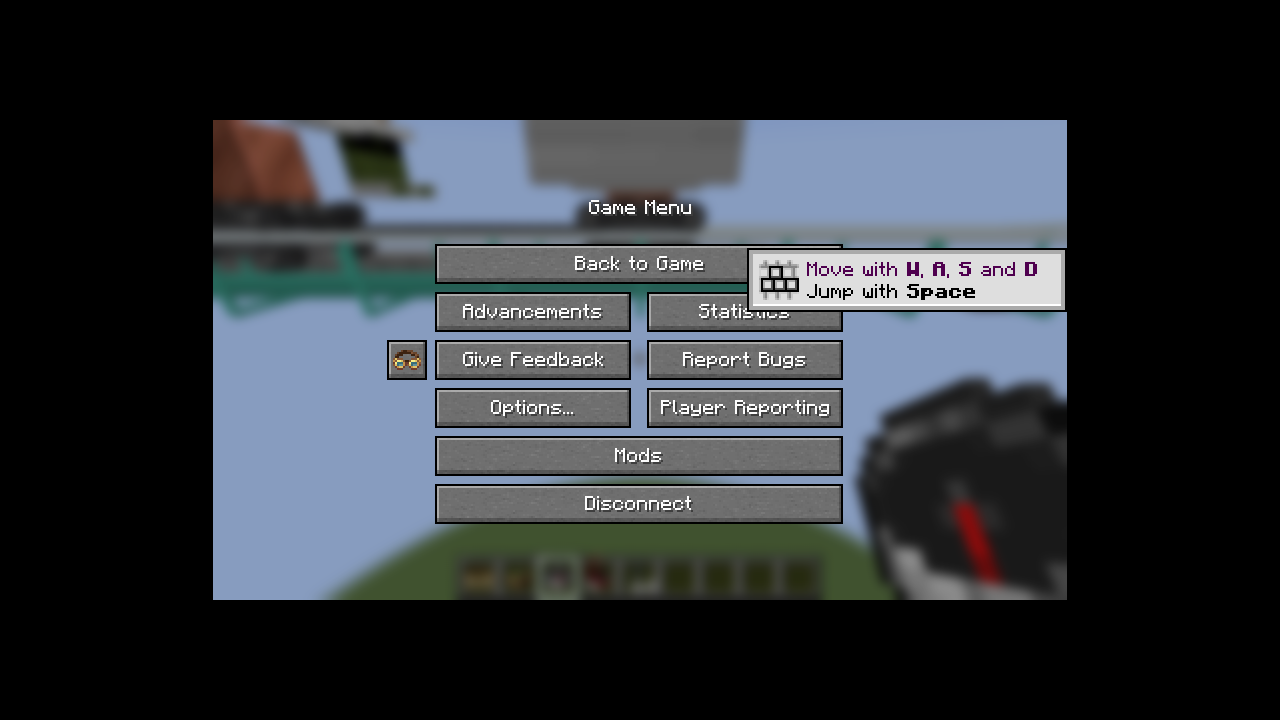 Game Menu
Back to Game
Move with W, A, S and D
Jump with Space
Advancements
Statistics
Give Feedback
Report Bugs
Options...
Player Reporting
Mods
Disconnect